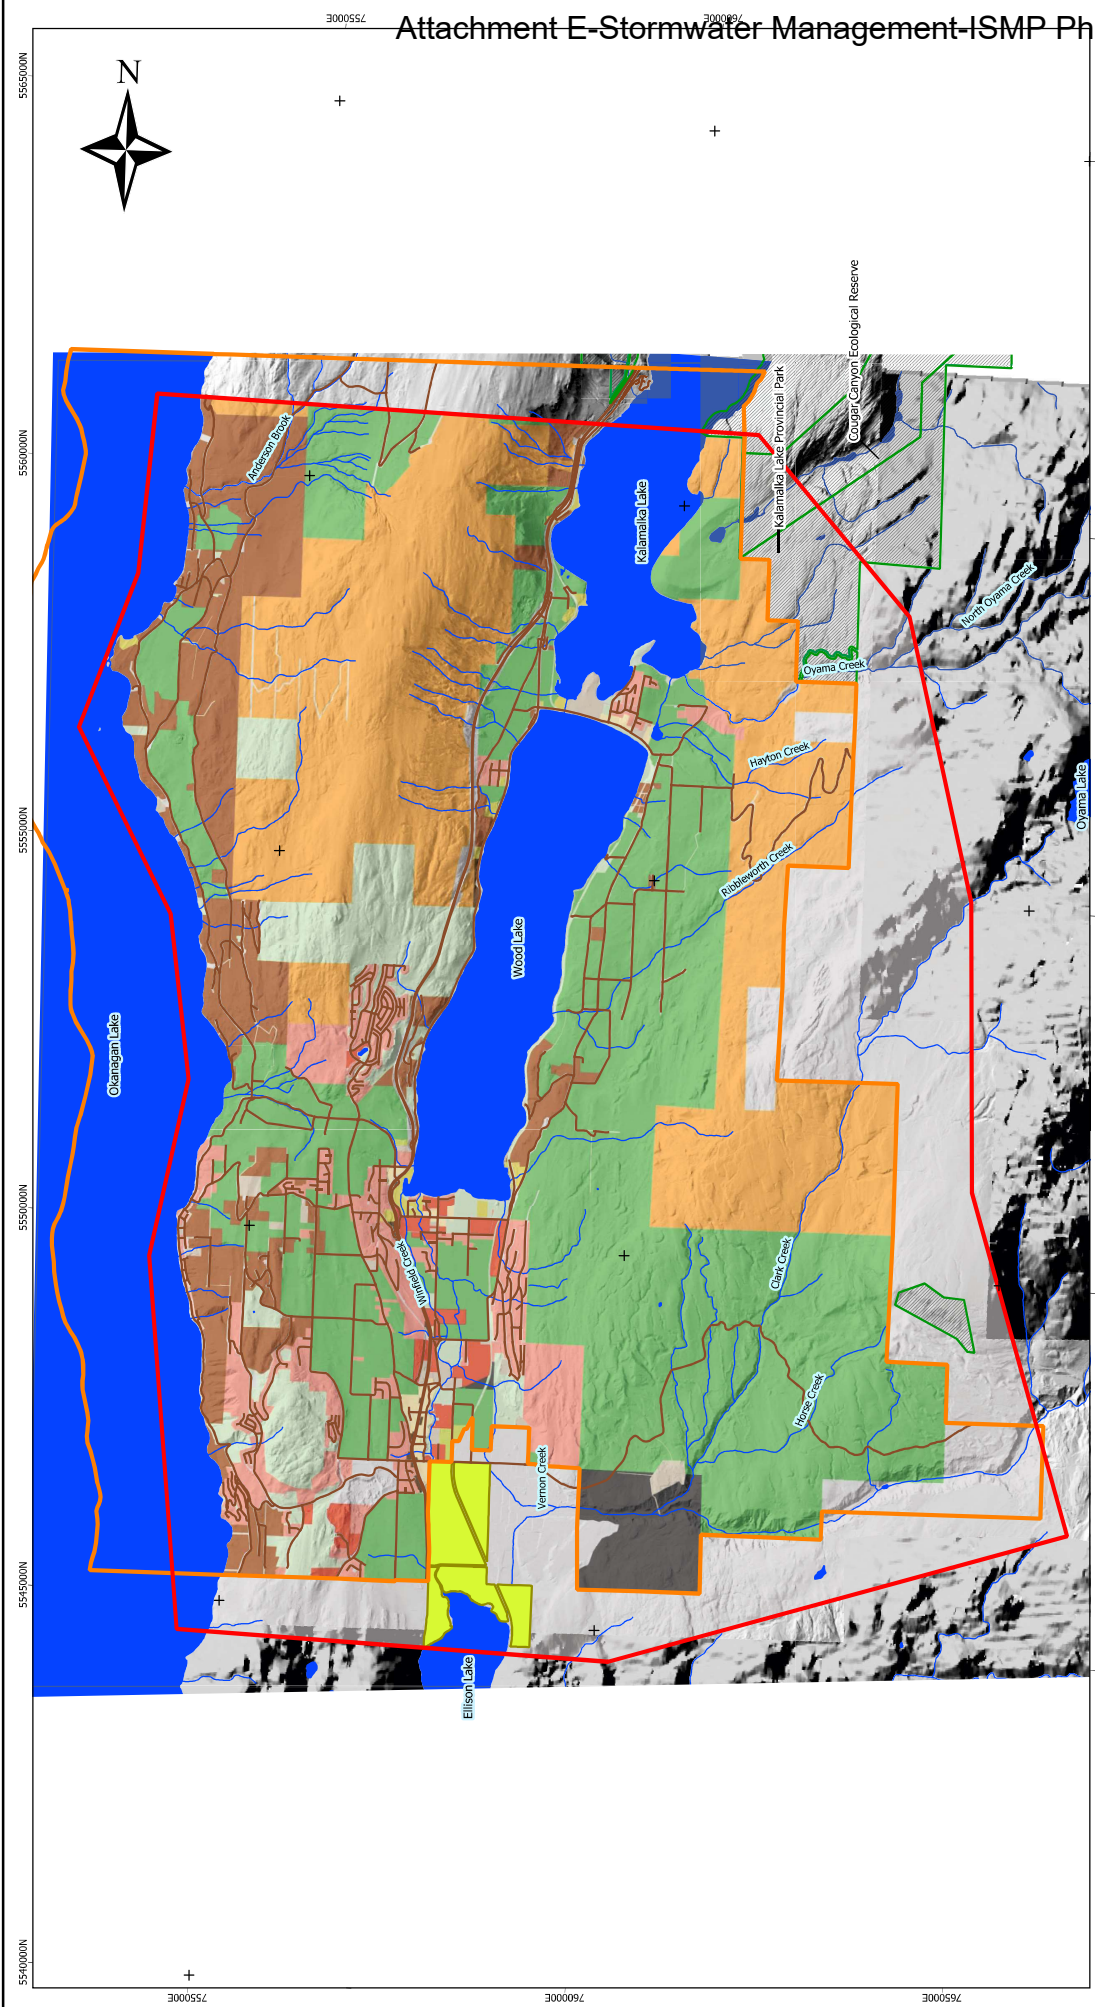 Attachment E-Stormwater Management-ISMP Ph
755000E
760000E
5565000N
N
Cougar Canyon Ecological Reserve
Kalamalka Lake Provincial Park
5560000N
Anderson Brook
Kalamalka Lake
North Oyama Creek
Oyama Creek
Hayton Creek
Oyama Lake
5555000N
Ribbleworth Creek
Wood Lake
Okanagan Lake
5550000N
Winfield Creek
Clark Creek
Horse Creek
Vernon Creek
5545000N
Ellison Lake
5540000N
755000E
760000E
765000E